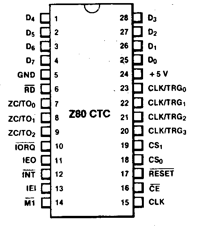 D4 1 28 D3
D5 2 27 D2
D6 3 26 D1
D7 4 25 D0
GND 5 24 +5 V
RD 6 23 CLK/TRG0
ZC/TO0 7 22 CLK/TRG1
ZC/TO1 8 21 CLK/TRG2
ZC/TO2 9 20 CLK/TRG3
Z80 CTC
IORQ 10 19 CS1
IEO 11 18 CS0
INT 12 17 RESET
IEI 13 16 CE
M1 14 15 CLK